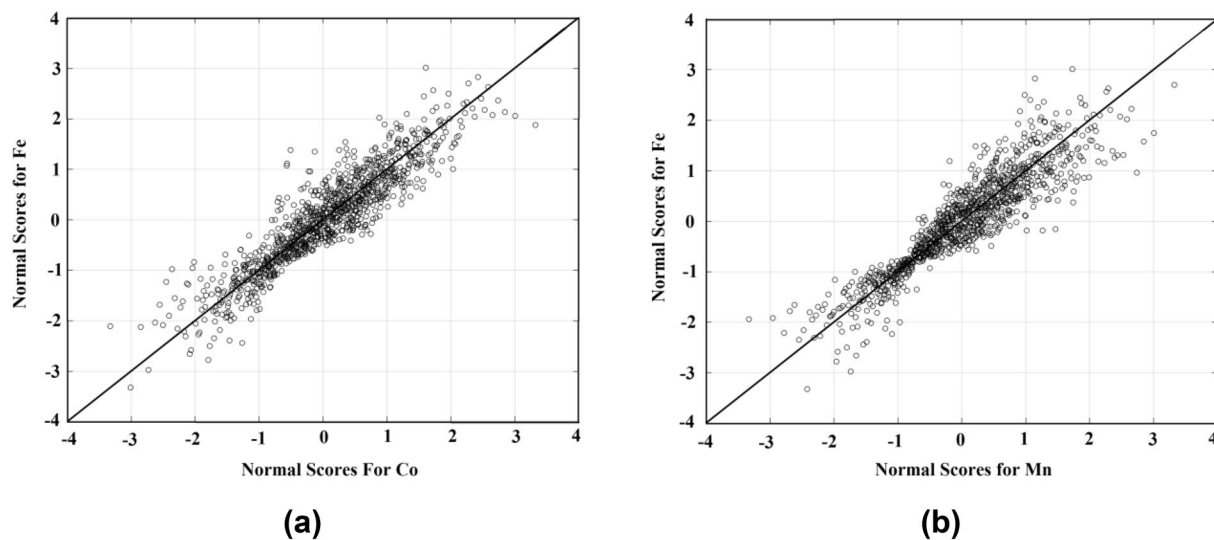 4
3
2
1
0
-1
-2
-3
-4
-4 -3 -2 -1 0 1 2 3 4
Normal Scores for Fe
Normal Scores For Co
(a)
4
3
2
1
0
-1
-2
-3
-4
-4 -3 -2 -1 0 1 2 3 4
Normal Scores for Fe
Normal Scores for Mn
(b)